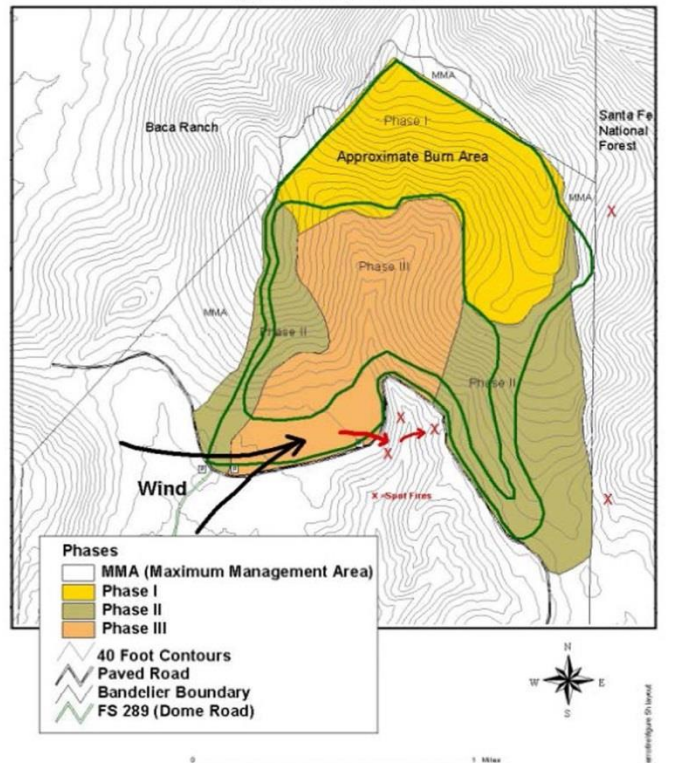 MMA
Baca Ranch
Phase I
Santa Fe
National
Forest
Approximate Burn Area
MMA
X
Phase III
MMA
Phase II
Phase II
X
X
X
Wind
X =Spot Fires
X
Phases
MMA (Maximum Management Area)
Phase I
Phase II
Phase III
40 Foot Contours
Paved Road
Bandelier Boundary
FS 289 (Dome Road)
N
W E
S
0 1 Miles